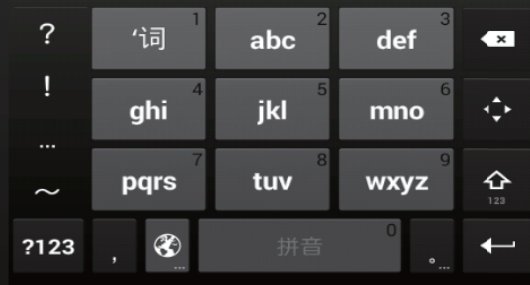 ? '词 1 abc 2 def 3
! ghi 4 jkl 5 mno 6
...
~ pqrs 7 tuv 8 wxyz 9 123
?123 , ... 拼音 0 。...